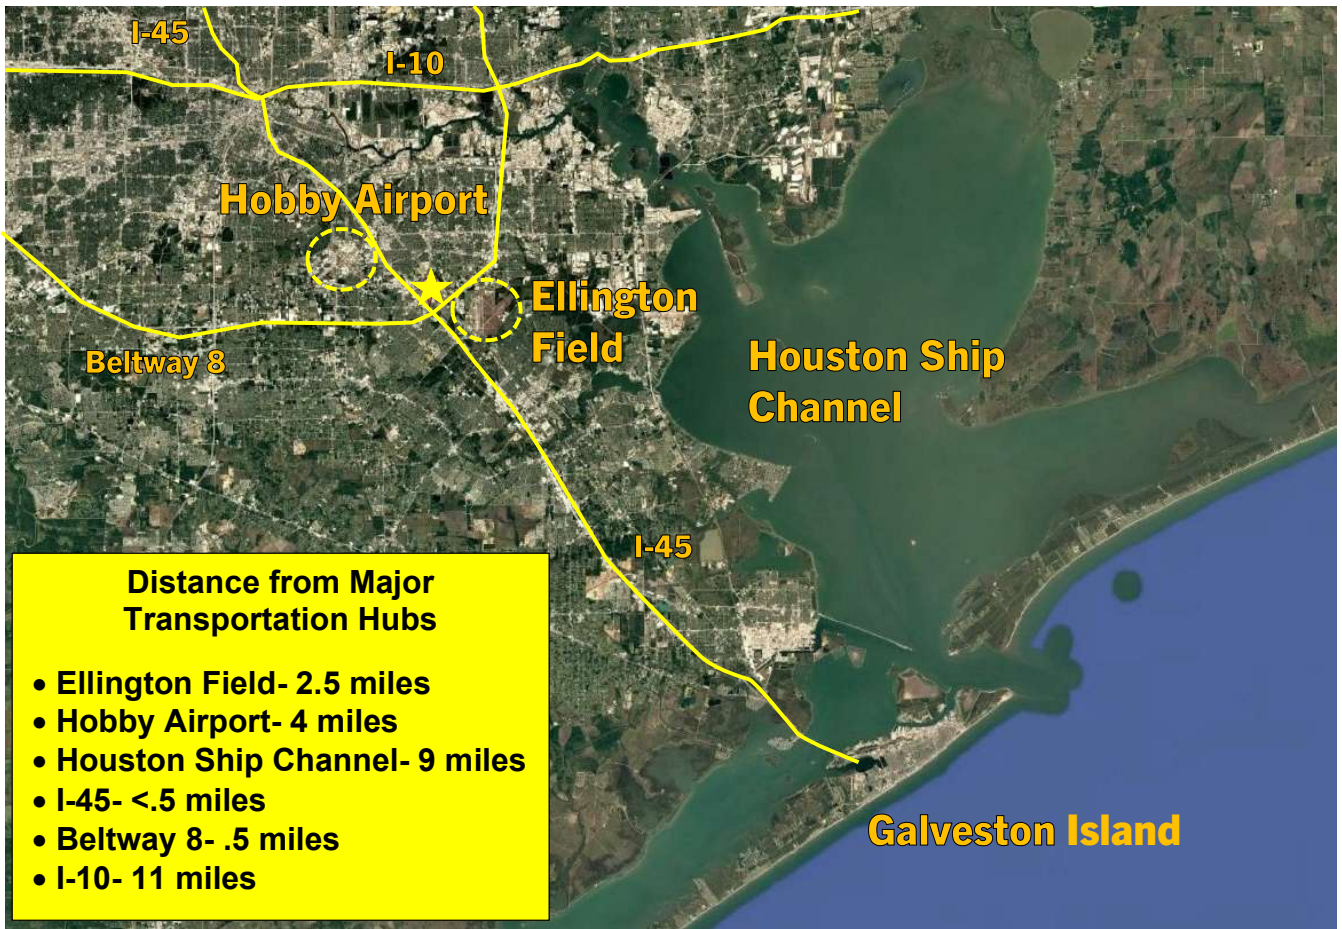 I-45
I-10
Hobby Airport
Ellington
Field
Beltway 8
Houston Ship
Channel
I-45
Distance from Major
Transportation Hubs
• Ellington Field- 2.5 miles
• Hobby Airport- 4 miles
• Houston Ship Channel- 9 miles
• I-45- <.5 miles
• Beltway 8- .5 miles
• I-10- 11 miles
Galveston Island